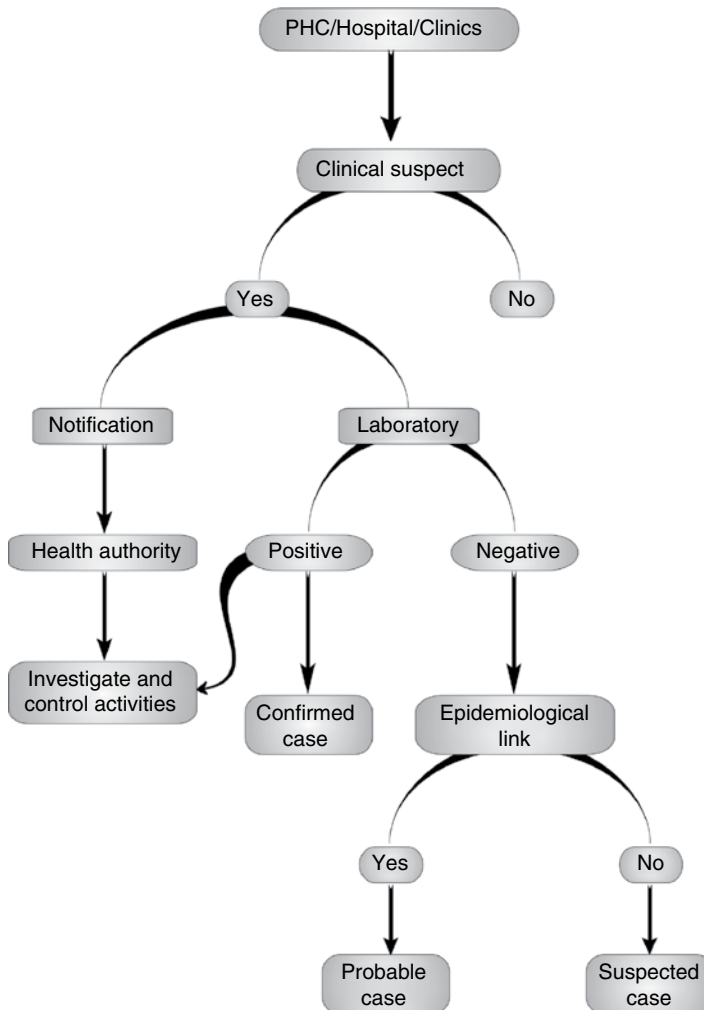 PHC/Hospital/Clinics
Clinical suspect
Yes
No
Notification
Laboratory
Health authority
Positive
Negative
Investigate and
control activities
Confirmed
case
Epidemiological
link
Yes
No
Probable
case
Suspected
case